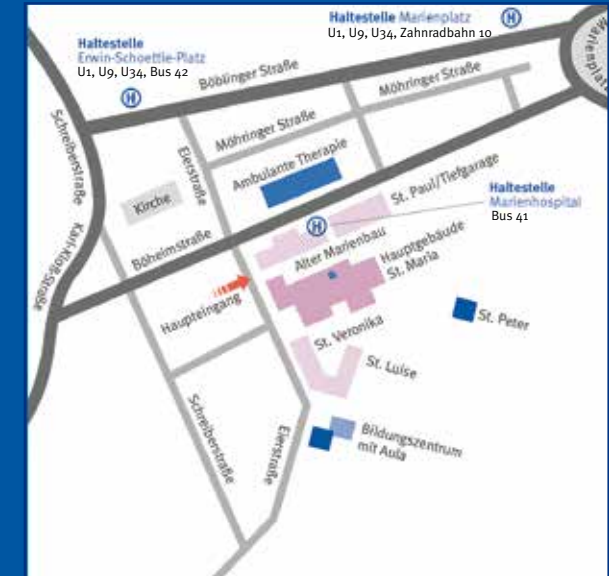 Haltestelle Marienplatz
U1, U9, U34, Zahnradbahn 10
H
Marienplatz
Haltestelle
Erwin-Schoettle-Platz
U1, U9, U34, Bus 42
H
Böblinger Straße
Möhringer Straße
Möhringer Straße
Schreiberstraße
Eierstraße
Ambulante Therapie
Kirche
St. Paul/Tiefgarage
Haltestelle
Marienhospital
Bus 41
H
Karl-Kloß-Straße
Böheimstraße
Alter Marienbau
Hauptgebäude
St. Maria
Haupteingang
St. Peter
St. Veronika
St. Luise
Schreiberstraße
Eierstraße
Bildungszentrum
mit Aula